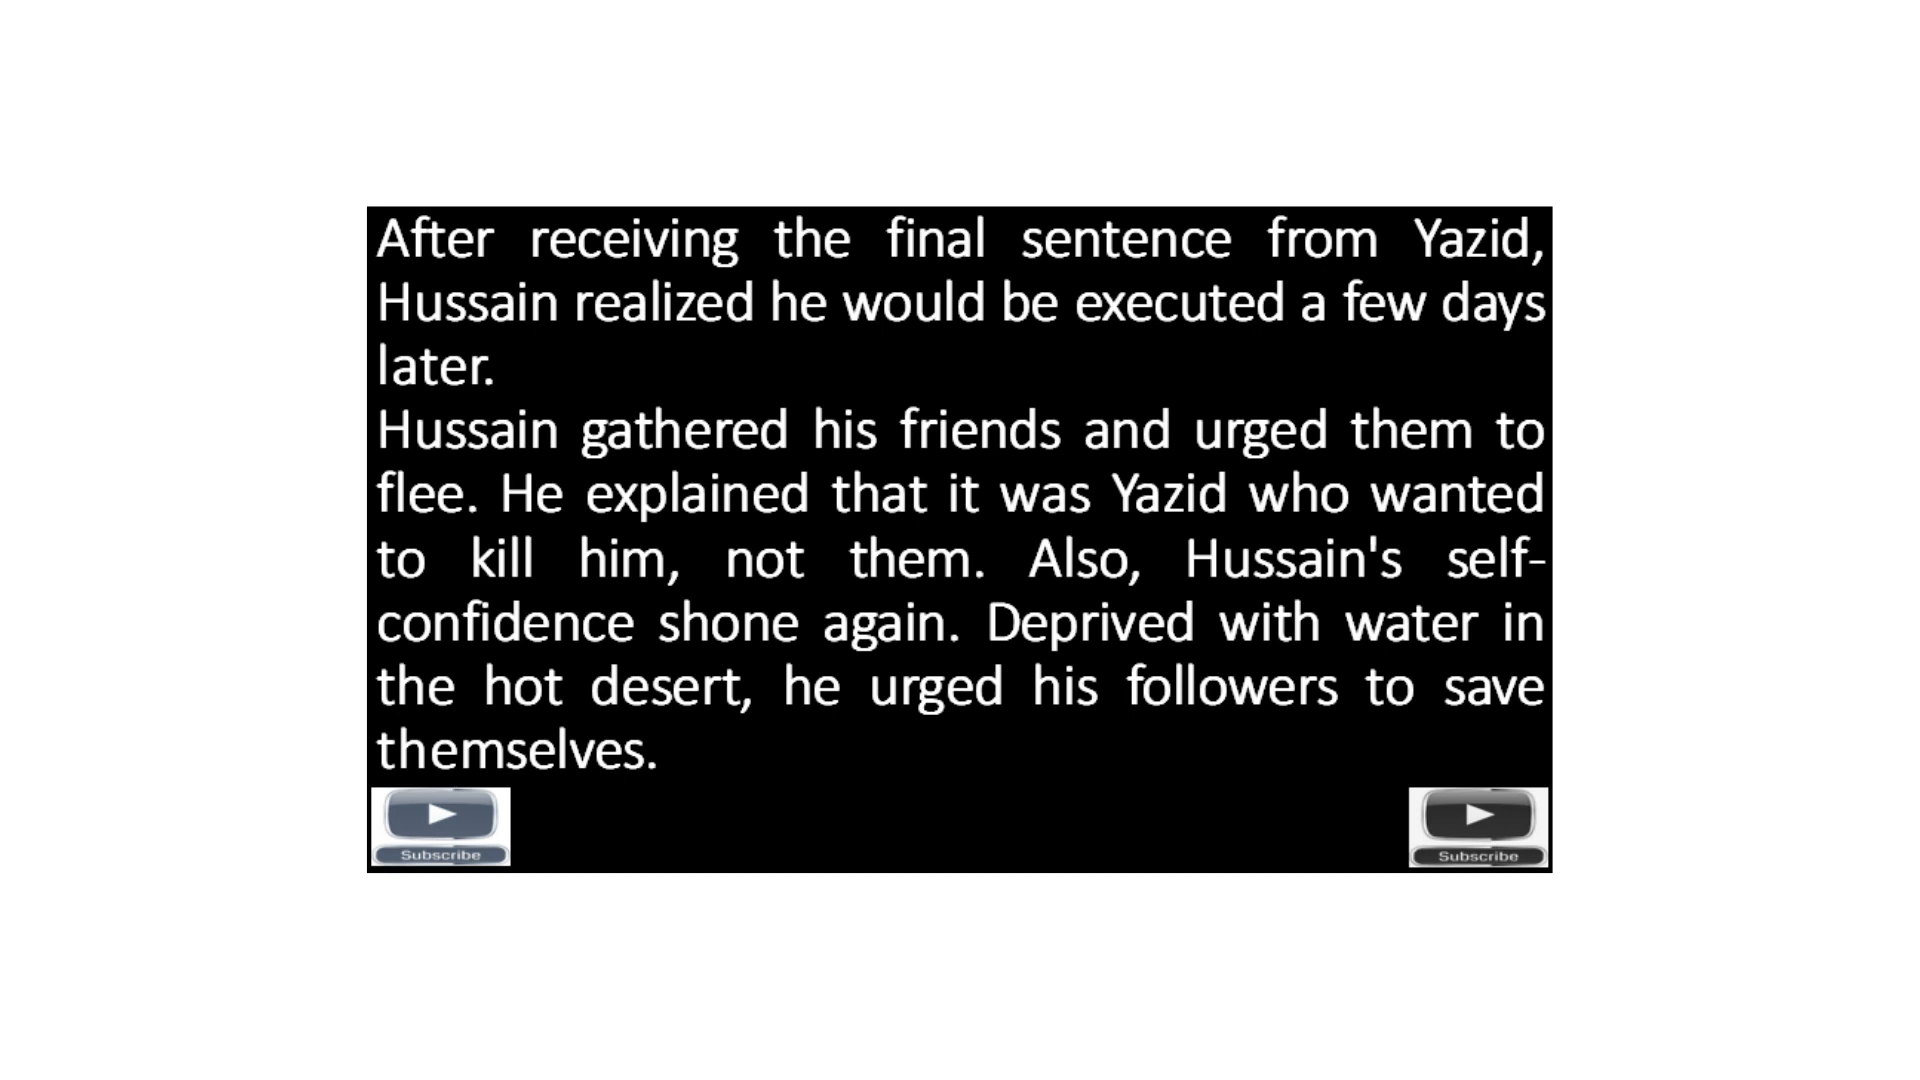 After receiving the final sentence from Yazid,
Hussain realized he would be executed a few days
later.
Hussain gathered his friends and urged them to
flee. He explained that it was Yazid who wanted
to kill him, not them. Also, Hussain's self-
confidence shone again. Deprived with water in
the hot desert, he urged his followers to save
themselves.
Subscribe
Subscribe